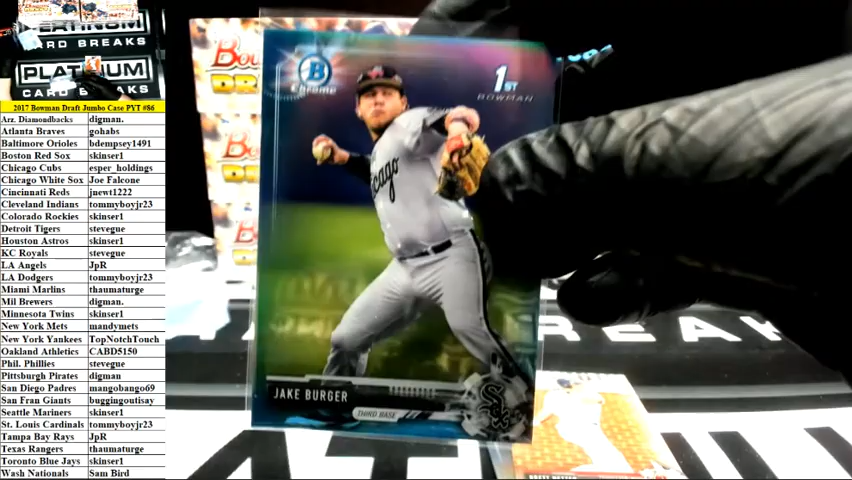 PLATINUM
CARD BREAKS
PLATINUM
CARD BREAKS
2017 Bowman Draft Jumbo Case PYT #86
Arz. Diamondbacks digman.
Atlanta Braves gohabs
Baltimore Orioles bdempsey1491
Boston Red Sox skinser1
Chicago Cubs esper_holdings
Chicago White Sox Joe Falcone
Cincinnati Reds jnewt1222
Cleveland Indians tommyboyjr23
Colorado Rockies skinser1
Detroit Tigers stevegue
Houston Astros skinser1
KC Royals stevegue
LA Angels JpR
LA Dodgers tommyboyjr23
Miami Marlins thaumaturge
Mil Brewers digman.
Minnesota Twins skinser1
New York Mets mandymets
New York Yankees TopNotchTouch
Oakland Athletics CABD5150
Phil. Phillies stevegue
Pittsburgh Pirates digman
San Diego Padres mangobango69
San Fran Giants buggingoutisay
Seattle Mariners skinser1
St. Louis Cardinals tommyboyjr23
Tampa Bay Rays JpR
Texas Rangers thaumaturge
Toronto Blue Jays skinser1
Wash Nationals Sam Bird
B
Chrome
1ST
BOWMAN
icago
JAKE BURGER
THIRD BASE
SOX
BREAK